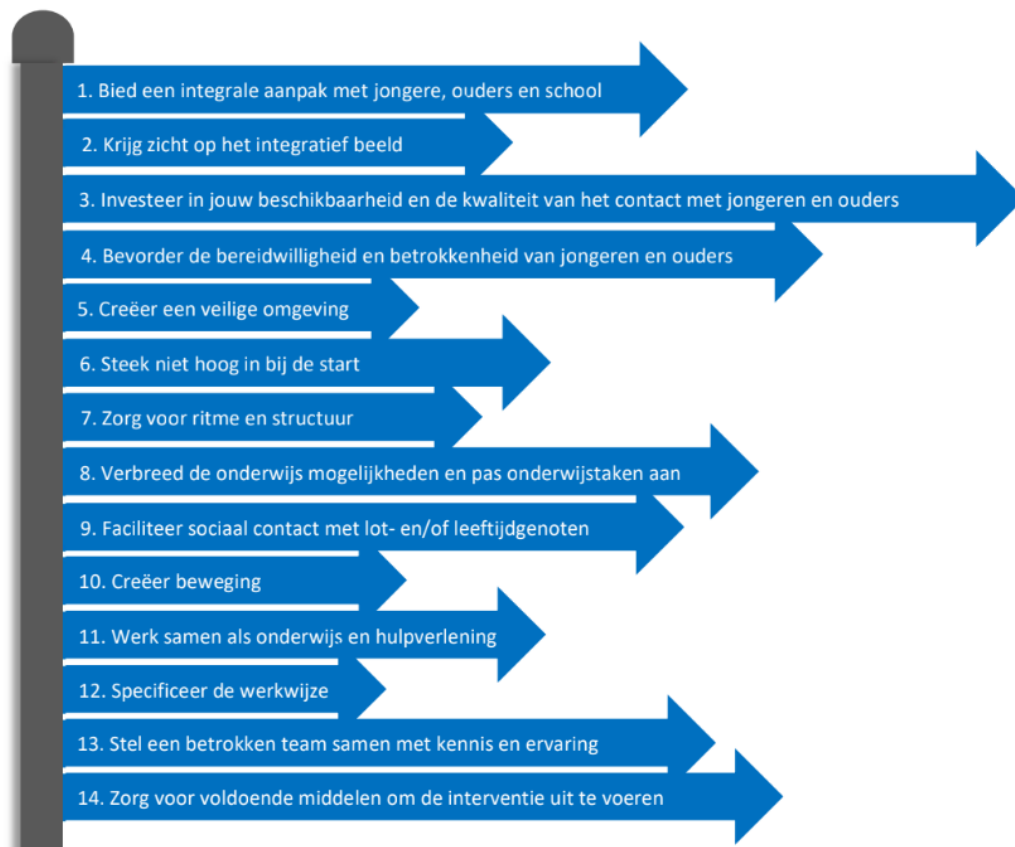 1. Bied een integrale aanpak met jongere, ouders en school
2. Krijg zicht op het integratief beeld
3. Investeer in jouw beschikbaarheid en de kwaliteit van het contact met jongeren en ouders
4. Bevorder de bereidwilligheid en betrokkenheid van jongeren en ouders
5. Creëer een veilige omgeving
6. Steek niet hoog in bij de start
7. Zorg voor ritme en structuur
8. Verbreed de onderwijs mogelijkheden en pas onderwijstaken aan
9. Faciliteer sociaal contact met lot- en/of leeftijdgenoten
10. Creëer beweging
11. Werk samen als onderwijs en hulpverlening
12. Specificeer de werkwijze
13. Stel een betrokken team samen met kennis en ervaring
14. Zorg voor voldoende middelen om de interventie uit te voeren